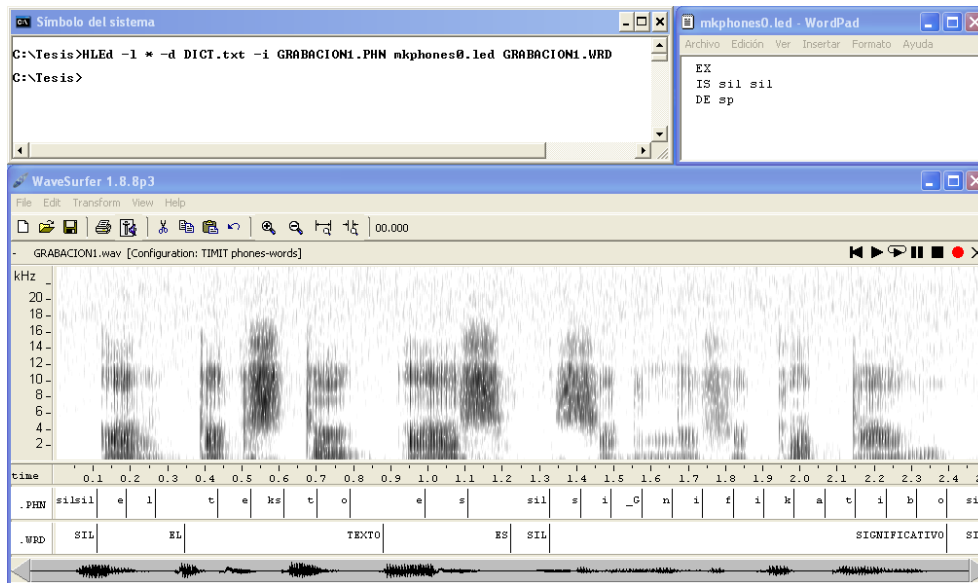 Símbolo del sistema
C:\Tesis>HLEd -l * -d DICT.txt -i GRABACION1.PHN mkphones0.led GRABACION1.WRD
C:\Tesis>
mkphones0.led - WordPad
Archivo Edición Ver Insertar Formato Ayuda
EX
IS sil sil
DE sp
WaveSurfer 1.8.8p3
File Edit Transform View Help
00.000
- GRABACION1.wav [Configuration: TIMIT phones-words]
kHz
20
18
16
14
12
10
8
6
4
2
time 0.1 0.2 0.3 0.4 0.5 0.6 0.7 0.8 0.9 1.0 1.1 1.2 1.3 1.4 1.5 1.6 1.7 1.8 1.9 2.0 2.1 2.2 2.3 2.4 2
.PHN silsil e l t e ks t o e s sil s i _G n i f i k a t i b o si
.WRD SIL EL TEXTO ES SIL SIGNIFICATIVO SI